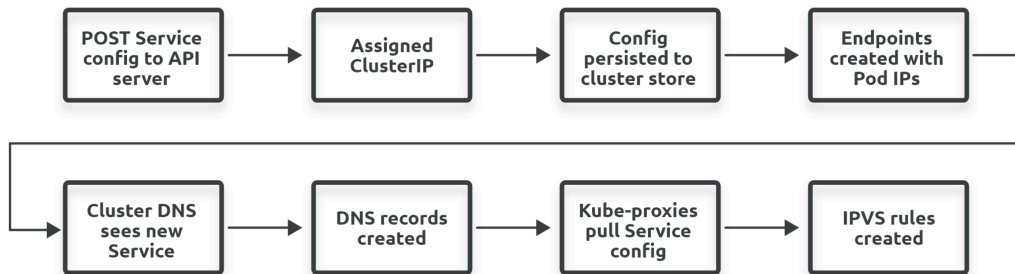 POST Service
config to API
server
Assigned
ClusterIP
Config
persisted to
cluster store
Endpoints
created with
Pod IPs
Cluster DNS
sees new
Service
DNS records
created
Kube-proxies
pull Service
config
IPVS rules
created